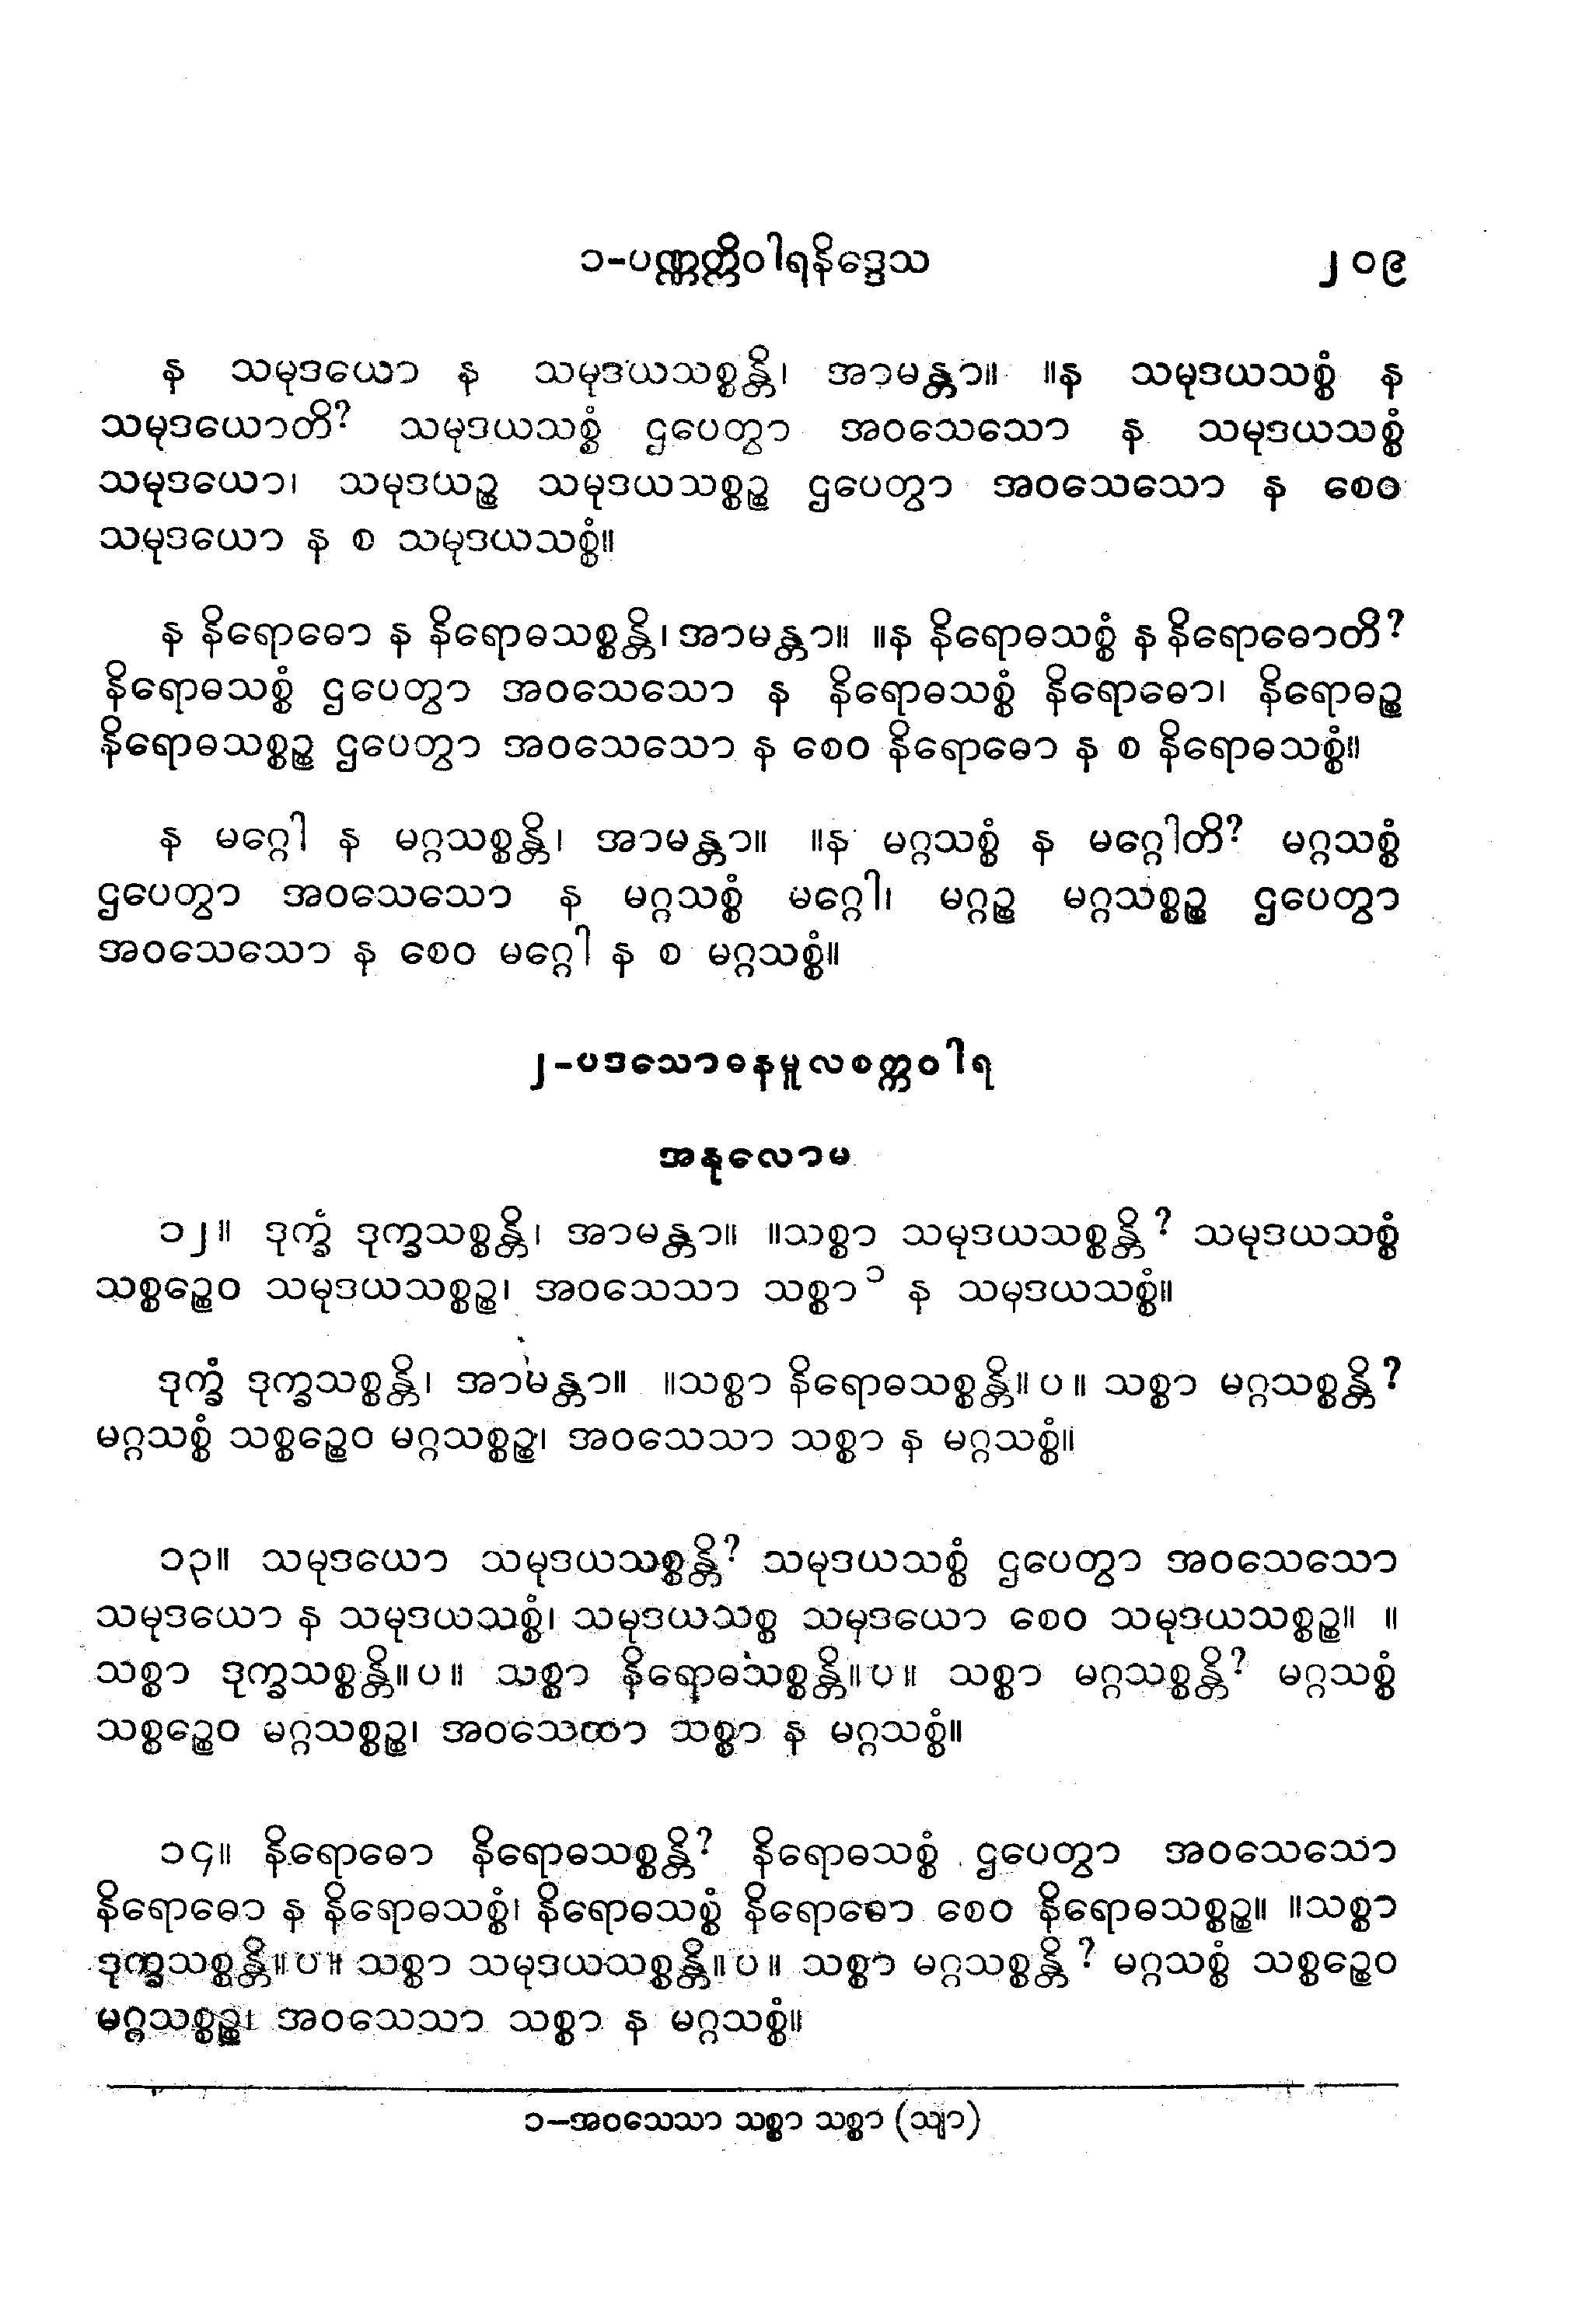 ၁-ပဏ္ဏတ္တိဝါရနိဒ္ဒေသ ၂၀၉
န သမုဒယော န သမုဒယသစ္စန္တိ၊ အာမန္တာ။ ။န သမုဒယသစ္စံ န
သမုဒယောတိ? သမုဒယသစ္စံ ဌပေတွာ အဝသေသော န သမုဒယသစ္စံ
သမုဒယော၊ သမုဒယဉ္စ သမုဒယသစ္စဉ္စ ဌပေတွာ အဝသေသော န စေဝ
သမုဒယော န စ သမုဒယသစ္စံ။
န နိရောဓော န နိရောဓသစ္စန္တိ၊ အာမန္တာ။ ။န နိရောဓသစ္စံ န နိရောဓောတိ?
နိရောဓသစ္စံ ဌပေတွာ အဝသေသော န နိရောဓသစ္စံ နိရောဓော၊ နိရောဓဉ္စ
နိရောဓသစ္စဉ္စ ဌပေတွာ အဝသေသော န စေဝ နိရောဓော န စ နိရောဓသစ္စံ။
န မဂ္ဂေါ န မဂ္ဂသစ္စန္တိ၊ အာမန္တာ။ ။န မဂ္ဂသစ္စံ န မဂ္ဂေါတိ? မဂ္ဂသစ္စံ
ဌပေတွာ အဝသေသော န မဂ္ဂသစ္စံ မဂ္ဂေါ၊ မဂ္ဂဉ္စ မဂ္ဂသစ္စဉ္စ ဌပေတွာ
အဝသေသော န စေဝ မဂ္ဂေါ န စ မဂ္ဂသစ္စံ။
၂-ပဒသောဓနမူလစက္ကဝါရ
အနုလောမ
၁၂။ ဒုက္ခံ ဒုက္ခသစ္စန္တိ၊ အာမန္တာ။ ။သစ္စာ သမုဒယသစ္စန္တိ? သမုဒယသစ္စံ
သစ္စဉ္စေဝ သမုဒယသစ္စဉ္စ၊ အဝသေသာ သစ္စာ ၁ န သမုဒယသစ္စံ။
ဒုက္ခံ ဒုက္ခသစ္စန္တိ၊ အာမန္တာ။ ။သစ္စာ နိရောဓသစ္စန္တိ။ ပ ။ သစ္စာ မဂ္ဂသစ္စန္တိ?
မဂ္ဂသစ္စံ သစ္စဉ္စေဝ မဂ္ဂသစ္စဉ္စ၊ အဝသေသာ သစ္စာ န မဂ္ဂသစ္စံ။
၁၃။ သမုဒယော သမုဒယသစ္စန္တိ? သမုဒယသစ္စံ ဌပေတွာ အဝသေသော
သမုဒယော န သမုဒယသစ္စံ၊ သမုဒယသစ္စ သမုဒယော စေဝ သမုဒယသစ္စဉ္စ။ ။
သစ္စာ ဒုက္ခသစ္စန္တိ။ ပ ။ သစ္စာ နိရောဓသစ္စန္တိ။ ပ ။ သစ္စာ မဂ္ဂသစ္စန္တိ? မဂ္ဂသစ္စံ
သစ္စဉ္စေဝ မဂ္ဂသစ္စဉ္စ၊ အဝသေသာ သစ္စာ န မဂ္ဂသစ္စံ။
၁၄။ နိရောဓော နိရောဓသစ္စန္တိ? နိရောဓသစ္စံ ဌပေတွာ အဝသေသော
နိရောဓော န နိရောဓသစ္စံ၊ နိရောဓသစ္စံ နိရောဓော စေဝ နိရောဓသစ္စဉ္စ။ ။သစ္စာ
ဒုက္ခသစ္စန္တိ။ ပ ။ သစ္စာ သမုဒယသစ္စန္တိ။ ပ ။ သစ္စာ မဂ္ဂသစ္စန္တိ? မဂ္ဂသစ္စံ သစ္စဉ္စေဝ
မဂ္ဂသစ္စဉ္စ၊ အဝသေသာ သစ္စာ န မဂ္ဂသစ္စံ။
၁-အဝသေသာ သစ္စာ သစ္စာ (သျာ)